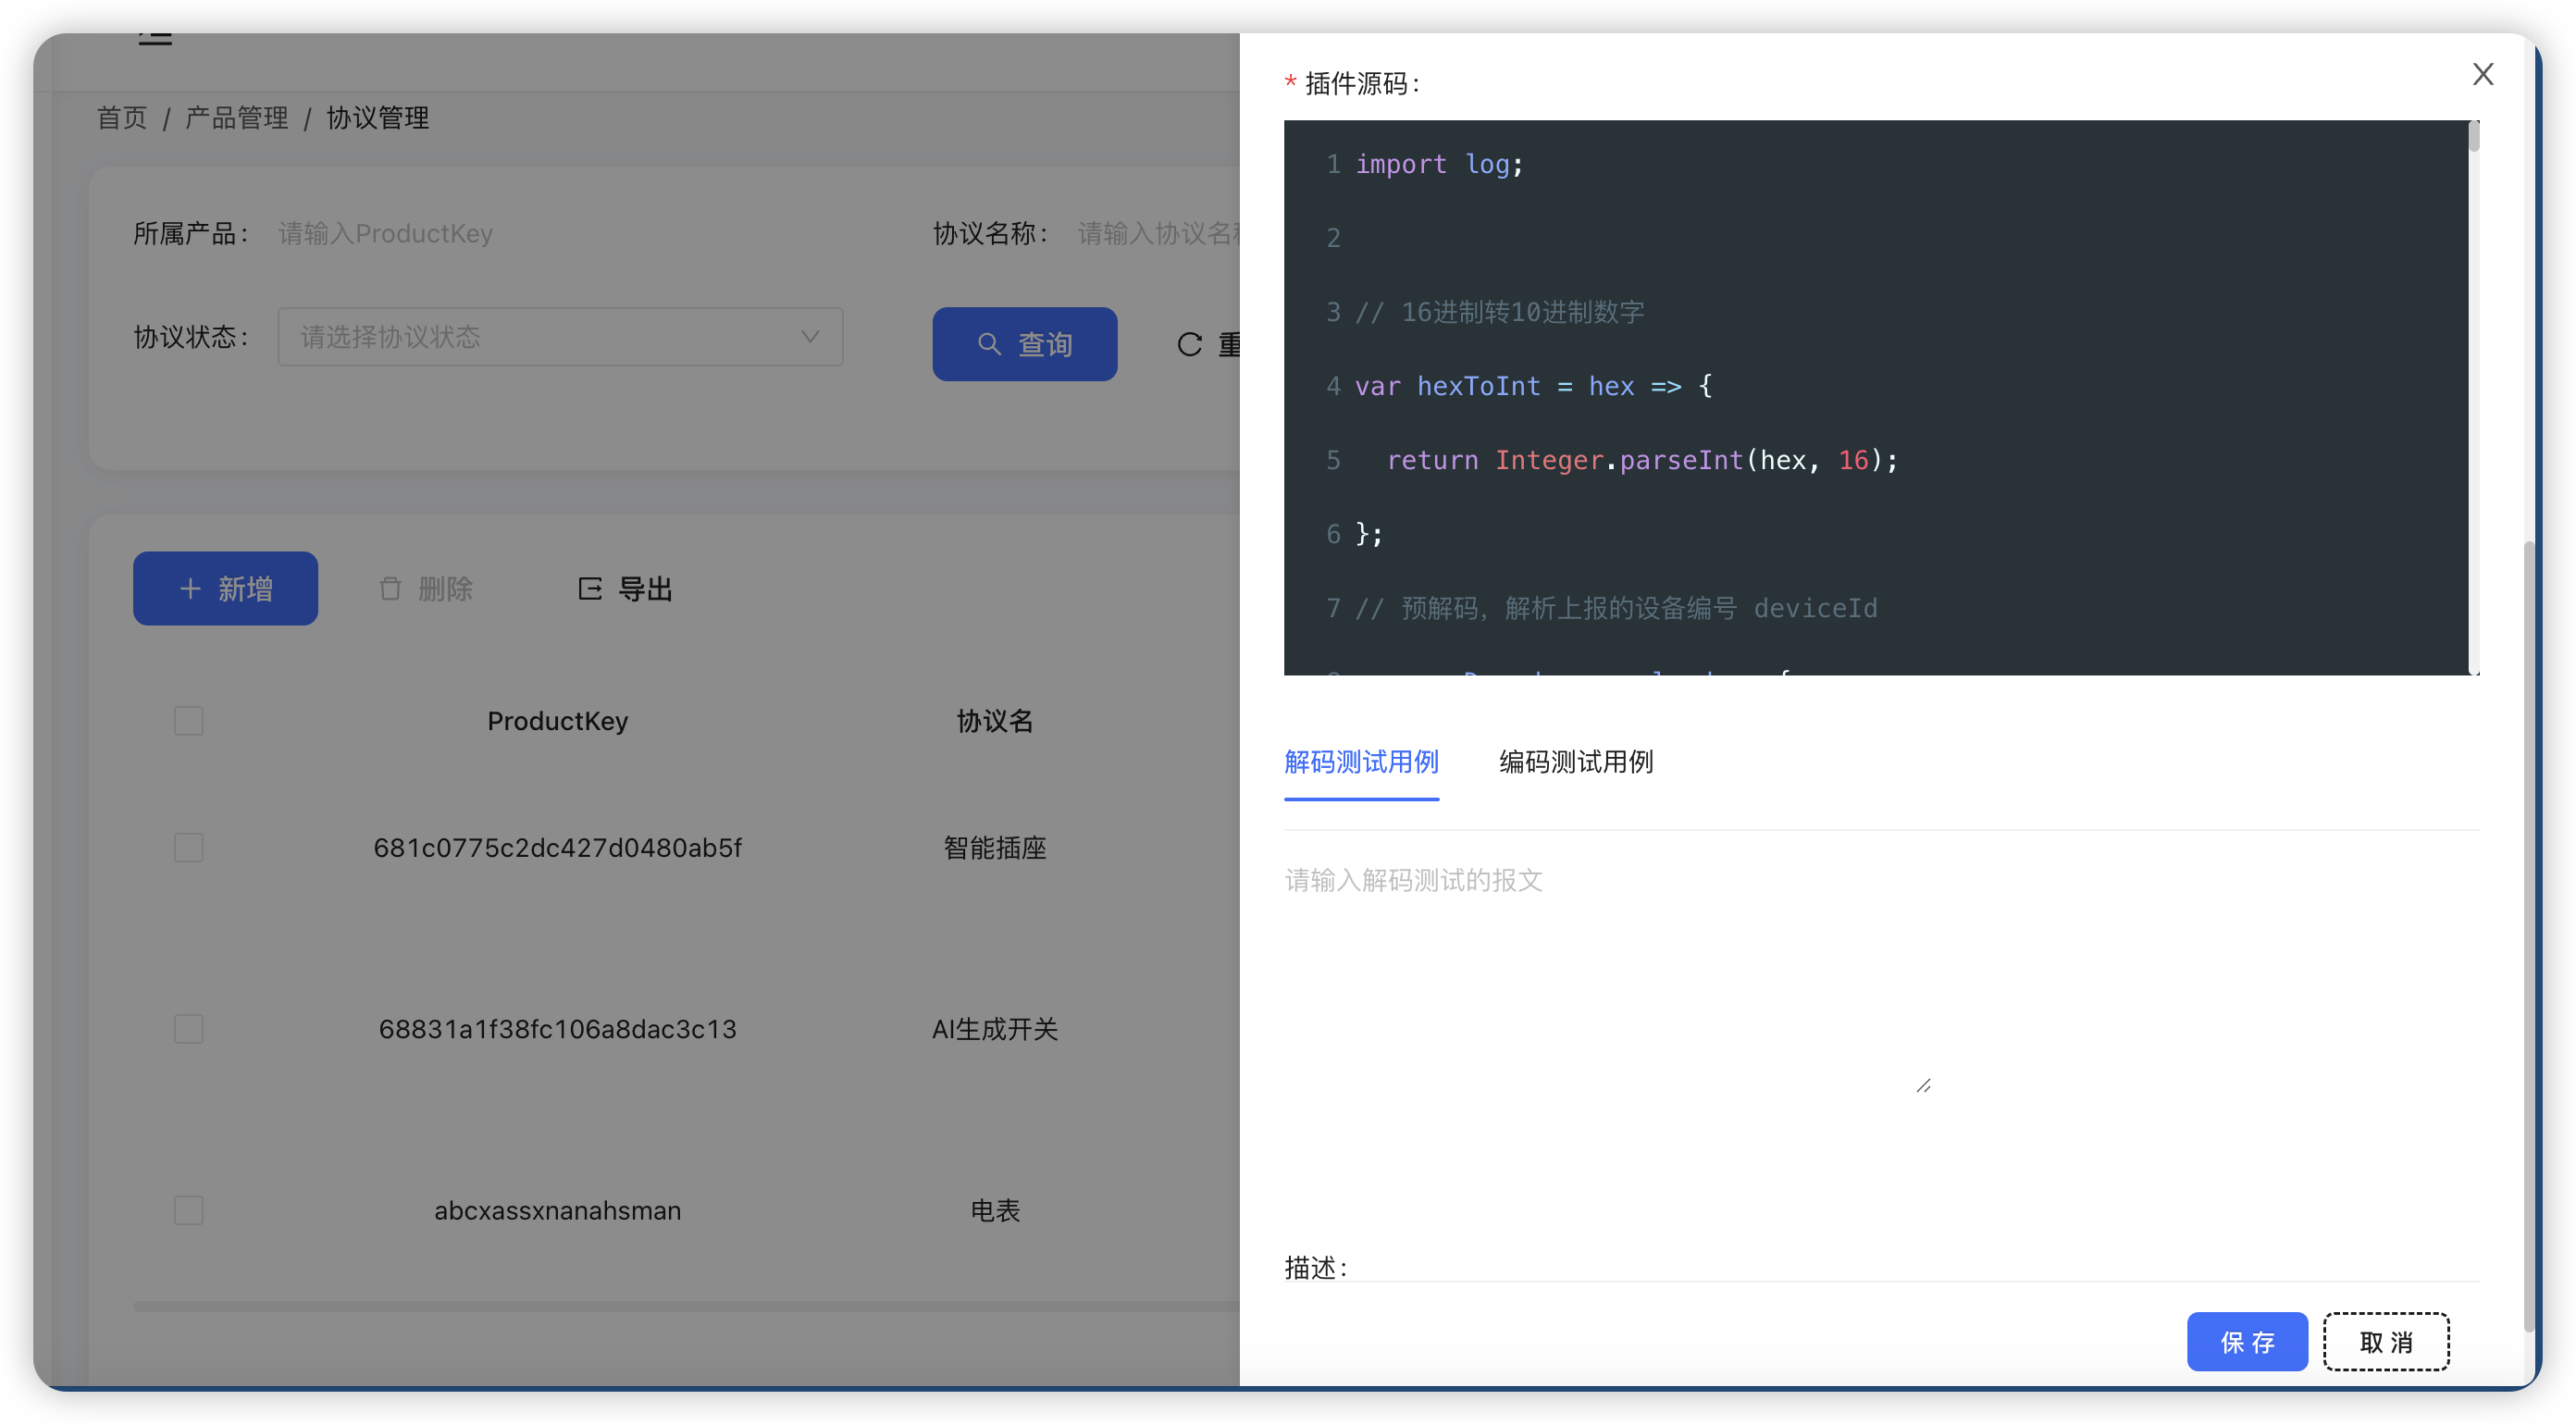 首页 / 产品管理 / 协议管理
所属产品： 请输入ProductKey
协议名称： 请输入协议名
协议状态： 请选择协议状态
查询
新增
删除
导出
ProductKey 协议名
681c0775c2dc427d0480ab5f 智能插座
68831a1f38fc106a8dac3c13 AI生成开关
abcxassxnanahsman 电表
* 插件源码：
1 import log;
2
3 // 16进制转10进制数字
4 var hexToInt = hex => {
5 return Integer.parseInt(hex, 16);
6 };
7 // 预解码，解析上报的设备编号 deviceId
解码测试用例 编码测试用例
请输入解码测试的报文
描述：
保 存 取 消